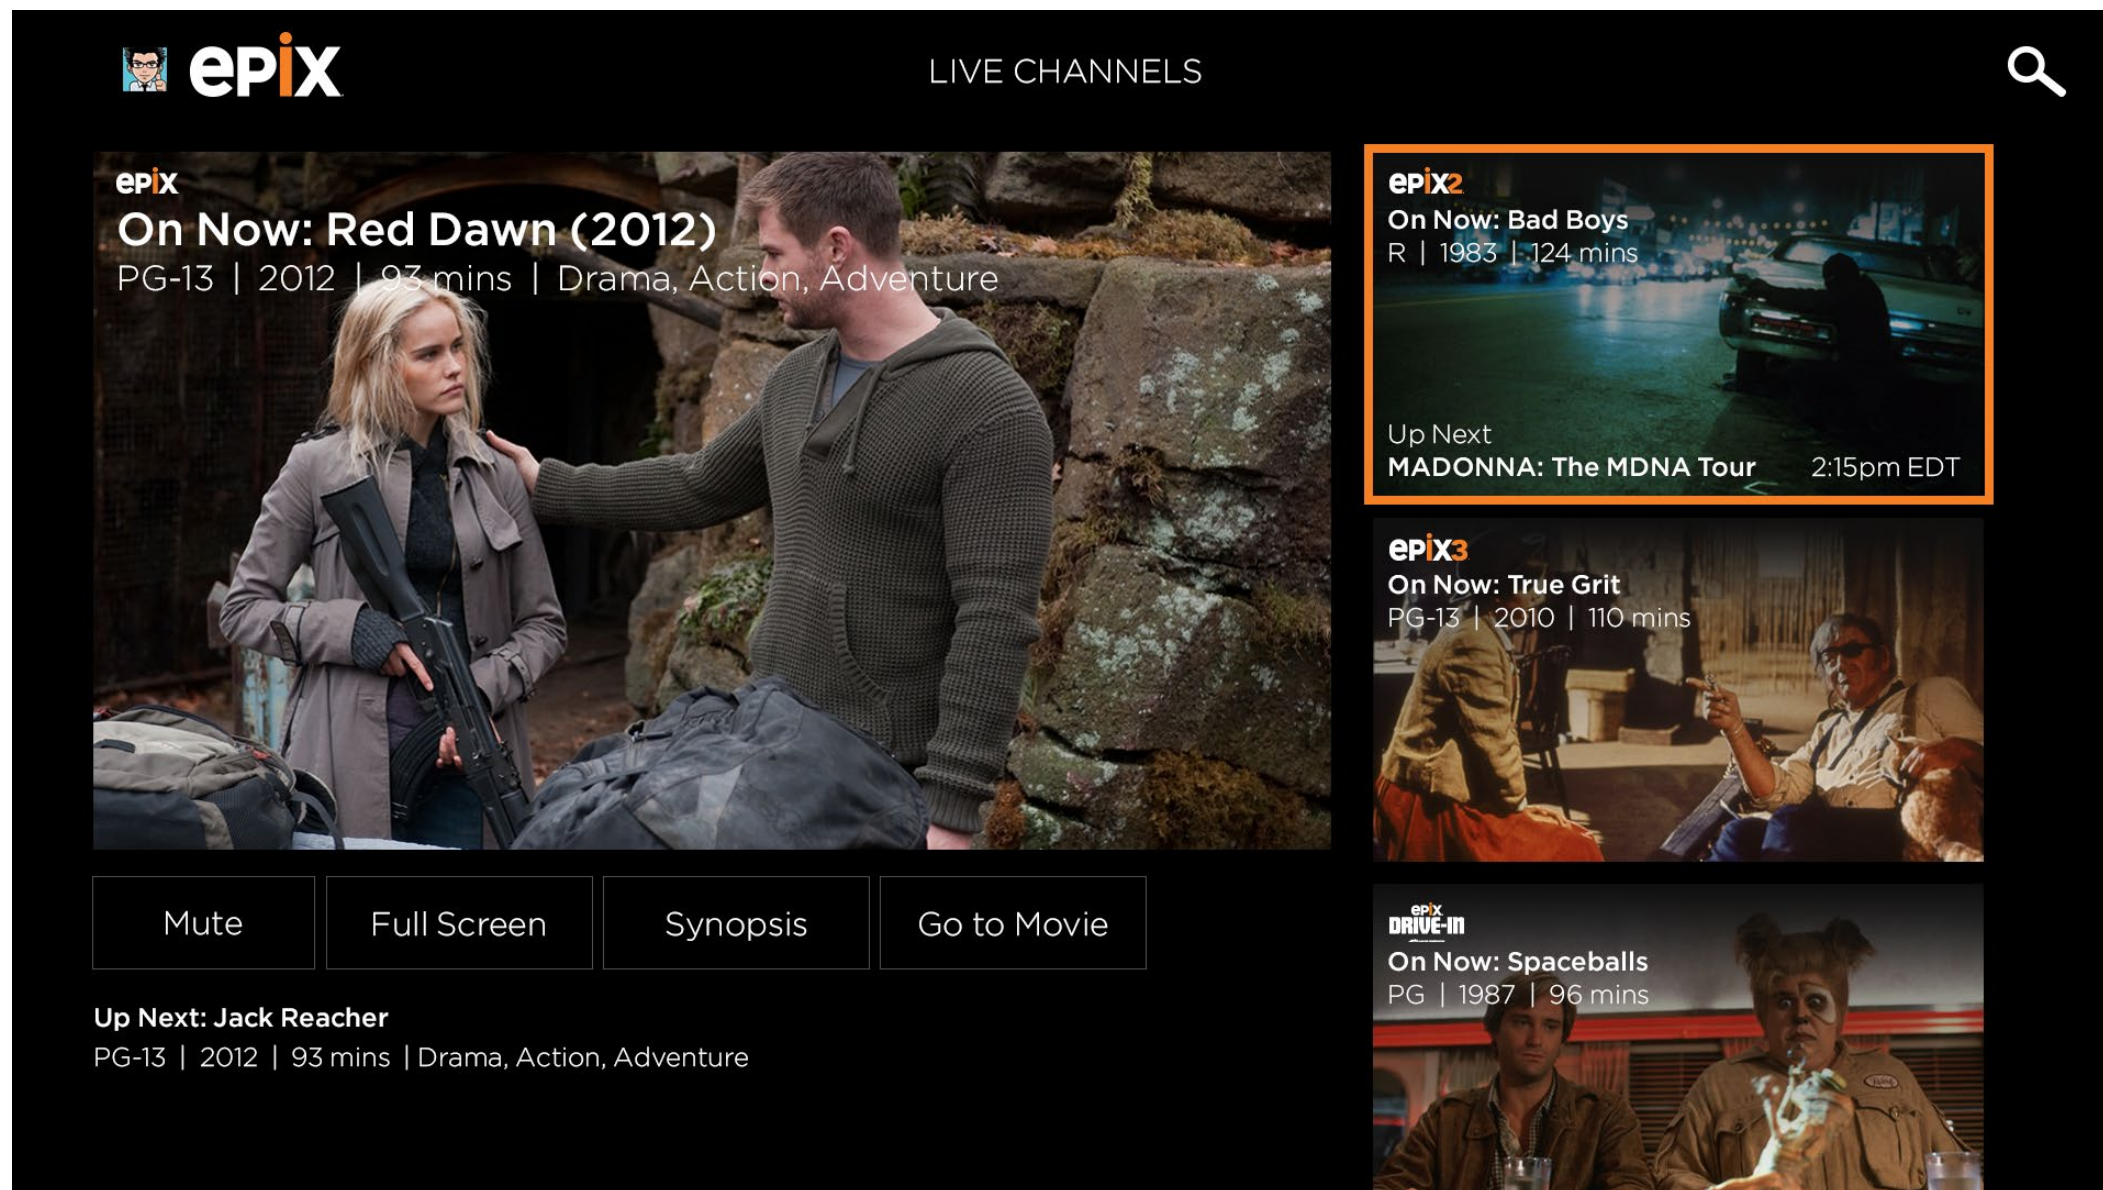 epix
LIVE CHANNELS
epix
On Now: Red Dawn (2012)
PG-13 | 2012 | 93 mins | Drama, Action, Adventure
Mute
Full Screen
Synopsis
Go to Movie
Up Next: Jack Reacher
PG-13 | 2012 | 93 mins | Drama, Action, Adventure
epix2
On Now: Bad Boys
R | 1983 | 124 mins
Up Next
MADONNA: The MDNA Tour 2:15pm EDT
epix3
On Now: True Grit
PG-13 | 2010 | 110 mins
epix
DRIVE-IN
On Now: Spaceballs
PG | 1987 | 96 mins